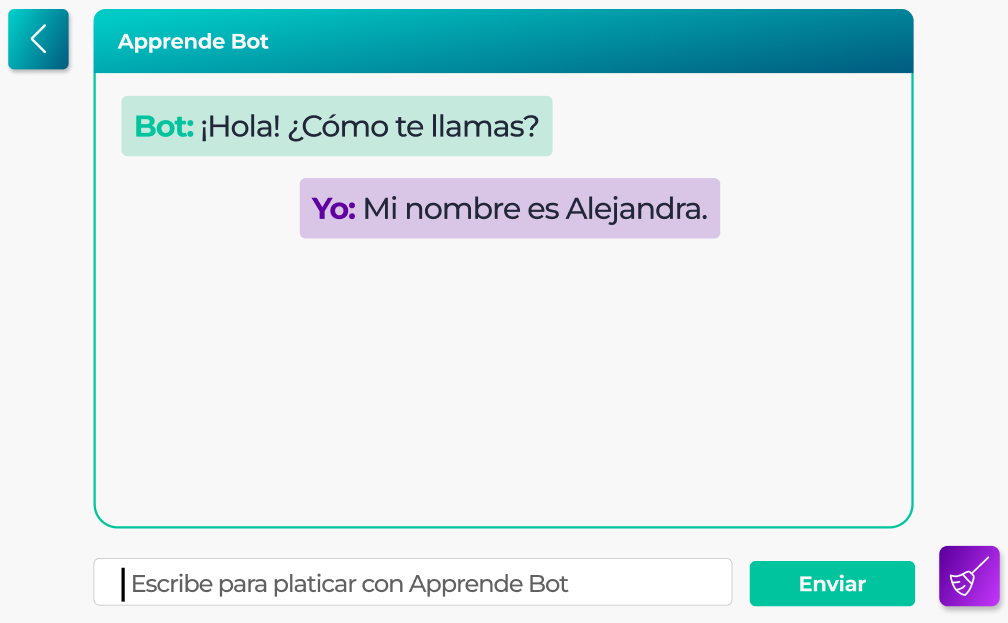 Apprende Bot
Bot: ¡Hola! ¿Cómo te llamas?
Yo: Mi nombre es Alejandra.
Escribe para platicar con Apprende Bot
Enviar